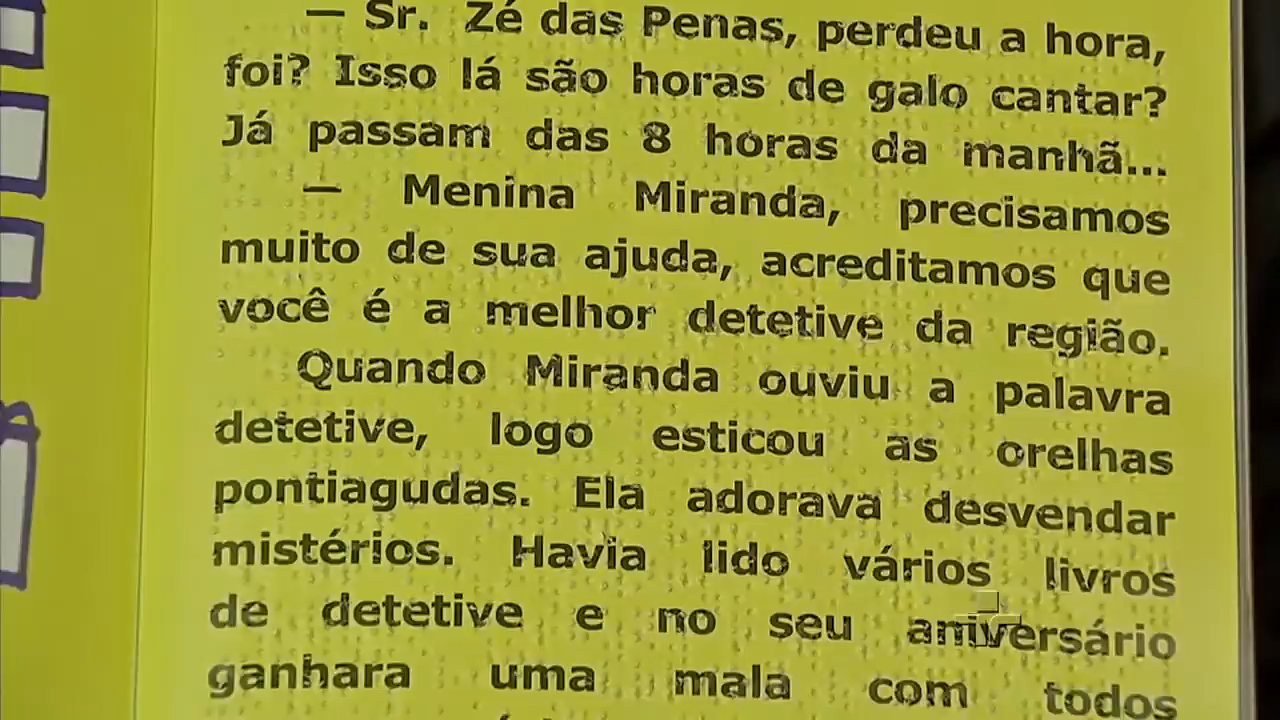 — Sr. Zé das Penas, perdeu a hora,
foi? Isso lá são horas de galo cantar?
Já passam das 8 horas da manhã...
— Menina Miranda, precisamos
muito de sua ajuda, acreditamos que
você é a melhor detetive da região.
Quando Miranda ouviu a palavra
detetive, logo esticou as orelhas
pontiagudas. Ela adorava desvendar
mistérios. Havia lido vários livros
de detetive e no seu aniversário
ganhara uma mala com todos